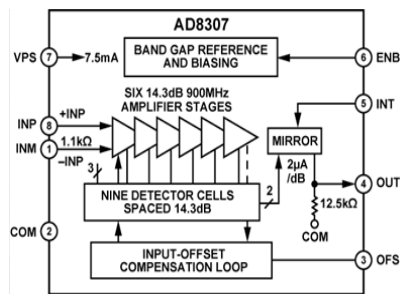 AD8307
VPS
7
7.5mA
BAND GAP REFERENCE
AND BIASING
6
ENB
SIX 14.3dB 900MHz
AMPLIFIER STAGES
5
INT
INP
8
+INP
MIRROR
INM
1
1.1kΩ
–INP
3
2µA
/dB
2
4
OUT
NINE DETECTOR CELLS
SPACED 14.3dB
12.5kΩ
COM
COM
2
INPUT-OFFSET
COMPENSATION LOOP
3
OFS